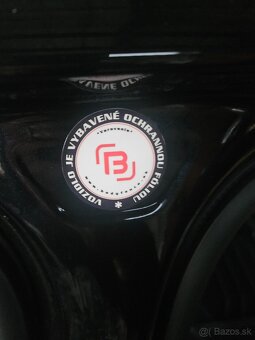 VOZIDLO JE VYBAVENÉ OCHRANNOU FÓLIOU *
B
© Bazos.sk